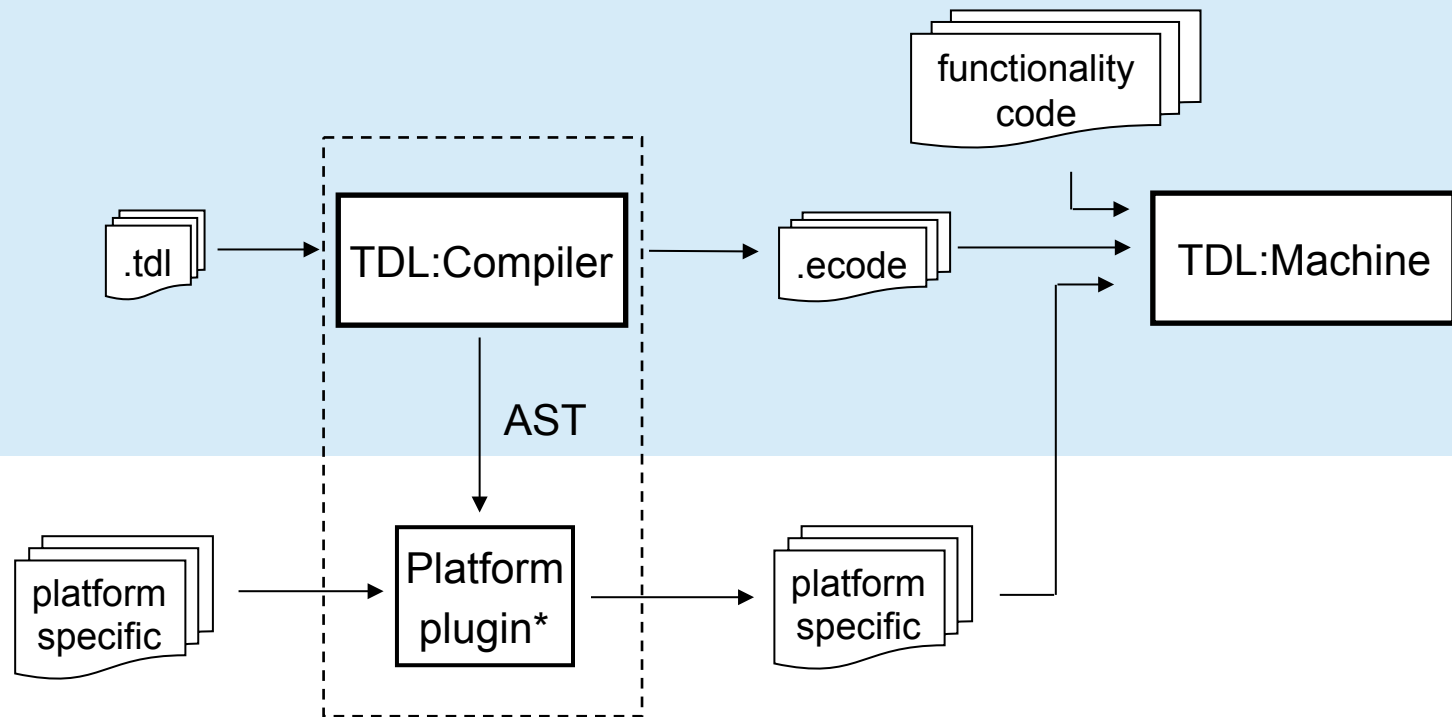 functionality
code
.tdl
TDL:Compiler
.ecode
TDL:Machine
AST
platform
specific
Platform
plugin*
platform
specific